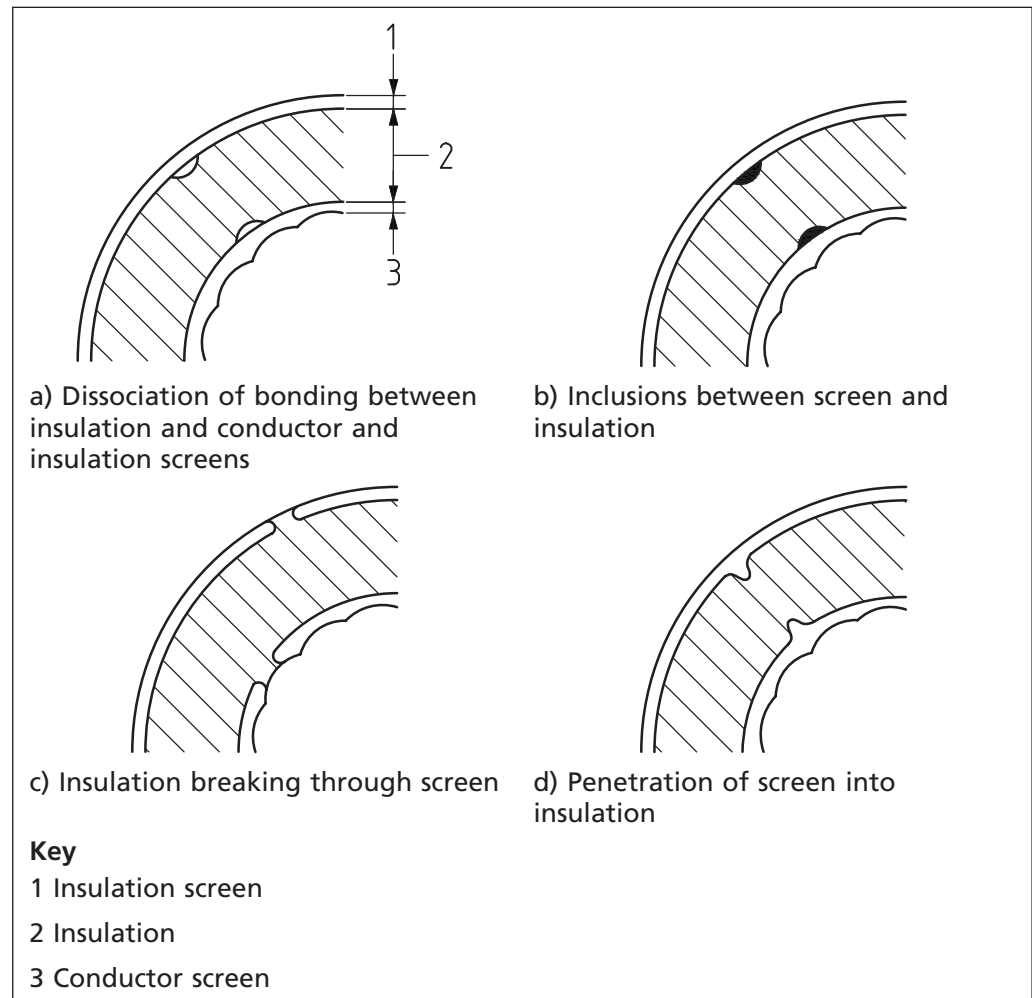 1
2
3
a) Dissociation of bonding between
insulation and conductor and
insulation screens
b) Inclusions between screen and
insulation
c) Insulation breaking through screen
d) Penetration of screen into
insulation
Key
1 Insulation screen
2 Insulation
3 Conductor screen